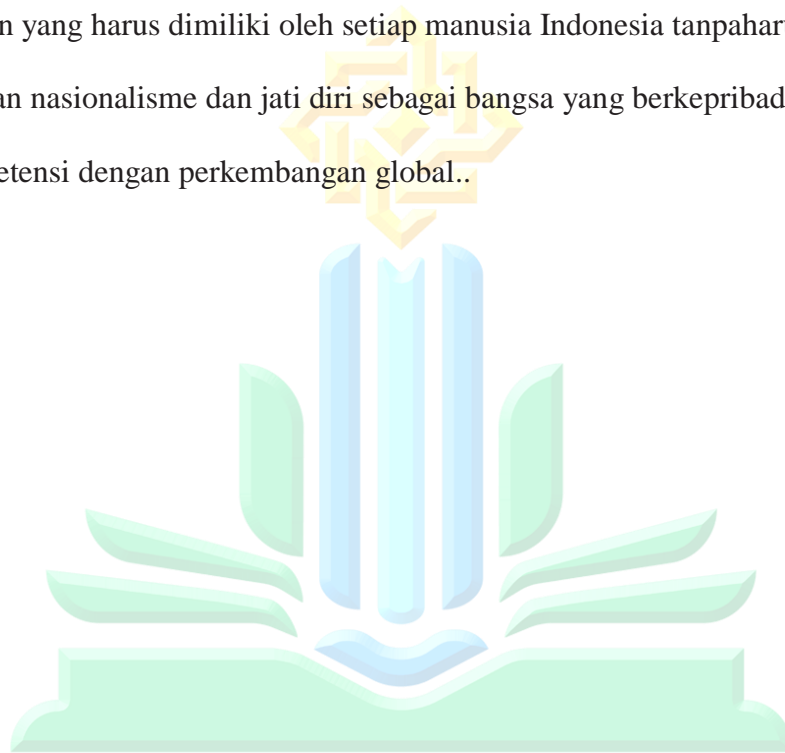 n yang harus dimiliki oleh setiap manusia Indonesia tanpahar
an nasionalisme dan jati diri sebagai bangsa yang berkepribad
etensi dengan perkembangan global..